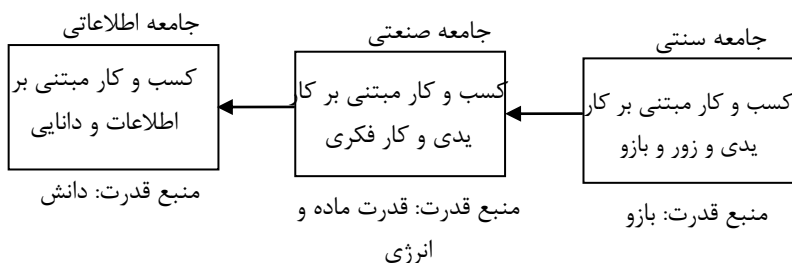 جامعه سنتی
کسب و کار مبتنی بر کار
یدی و زور و بازو
منبع قدرت: بازو
جامعه صنعتی
کسب و کار مبتنی بر کار
یدی و کار فکری
منبع قدرت: قدرت ماده و
انرژی
جامعه اطلاعاتی
کسب و کار مبتنی بر
اطلاعات و دانایی
منبع قدرت: دانش